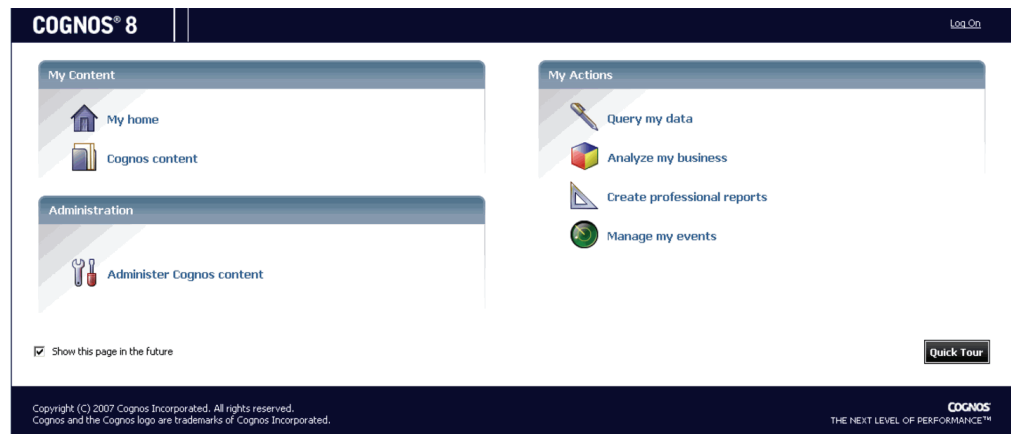 COGNOS® 8
Log On
My Content
My home
Cognos content
Administration
Administer Cognos content
My Actions
Query my data
Analyze my business
Create professional reports
Manage my events
Show this page in the future
Quick Tour
Copyright (C) 2007 Cognos Incorporated. All rights reserved.
Cognos and the Cognos logo are trademarks of Cognos Incorporated.
COGNOS®
THE NEXT LEVEL OF PERFORMANCE™